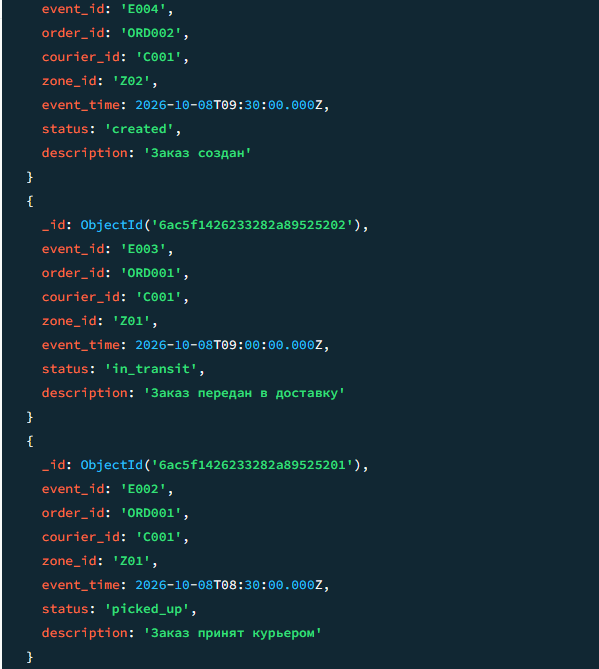 event_id: 'E004',
order_id: 'ORD002',
courier_id: 'C001',
zone_id: 'Z02',
event_time: 2026-10-08T09:30:00.000Z,
status: 'created',
description: 'Заказ создан'
}
{
_id: ObjectId('6ac5f1426233282a89525202'),
event_id: 'E003',
order_id: 'ORD001',
courier_id: 'C001',
zone_id: 'Z01',
event_time: 2026-10-08T09:00:00.000Z,
status: 'in_transit',
description: 'Заказ передан в доставку'
}
{
_id: ObjectId('6ac5f1426233282a89525201'),
event_id: 'E002',
order_id: 'ORD001',
courier_id: 'C001',
zone_id: 'Z01',
event_time: 2026-10-08T08:30:00.000Z,
status: 'picked_up',
description: 'Заказ принят курьером'
}